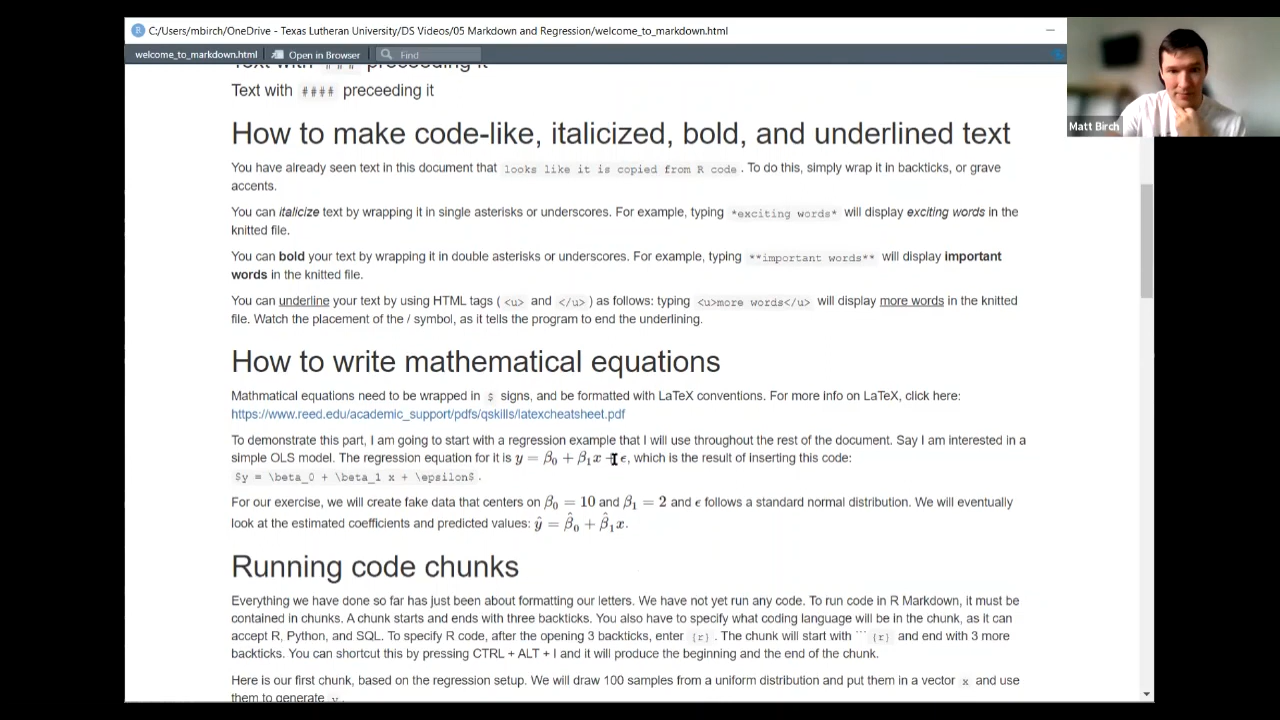 C:/Users/mbirch/OneDrive - Texas Lutheran University/DS Videos/05 Markdown and Regression/welcome_to_markdown.html
welcome_to_markdown.html Open in Browser Find
Text with ### preceeding it
Text with #### preceeding it
Matt Birch
How to make code-like, italicized, bold, and underlined text
You have already seen text in this document that looks like it is copied from R code . To do this, simply wrap it in backticks, or grave
accents.
You can italicize text by wrapping it in single asterisks or underscores. For example, typing *exciting words* will display exciting words in the
knitted file.
You can bold your text by wrapping it in double asterisks or underscores. For example, typing **important words** will display important
words in the knitted file.
You can underline your text by using HTML tags ( <u> and </u> ) as follows: typing <u>more words</u> will display more words in the knitted
file. Watch the placement of the / symbol, as it tells the program to end the underlining.
How to write mathematical equations
Mathmatical equations need to be wrapped in $ signs, and be formatted with LaTeX conventions. For more info on LaTeX, click here:
https://www.reed.edu/academic_support/pdfs/qskills/latexcheatsheet.pdf
To demonstrate this part, I am going to start with a regression example that I will use throughout the rest of the document. Say I am interested in a
simple OLS model. The regression equation for it is y = β₀ + β₁x + ϵ, which is the result of inserting this code:
$y = \beta_0 + \beta_1 x + \epsilon$ .
For our exercise, we will create fake data that centers on β₀ = 10 and β₁ = 2 and ϵ follows a standard normal distribution. We will eventually
look at the estimated coefficients and predicted values: ŷ = β̂₀ + β̂₁x.
Running code chunks
Everything we have done so far has just been about formatting our letters. We have not yet run any code. To run code in R Markdown, it must be
contained in chunks. A chunk starts and ends with three backticks. You also have to specify what coding language will be in the chunk, as it can
accept R, Python, and SQL. To specify R code, after the opening 3 backticks, enter {r} . The chunk will start with ``` {r} and end with 3 more
backticks. You can shortcut this by pressing CTRL + ALT + I and it will produce the beginning and the end of the chunk.
Here is our first chunk, based on the regression setup. We will draw 100 samples from a uniform distribution and put them in a vector x and use
them to generate y